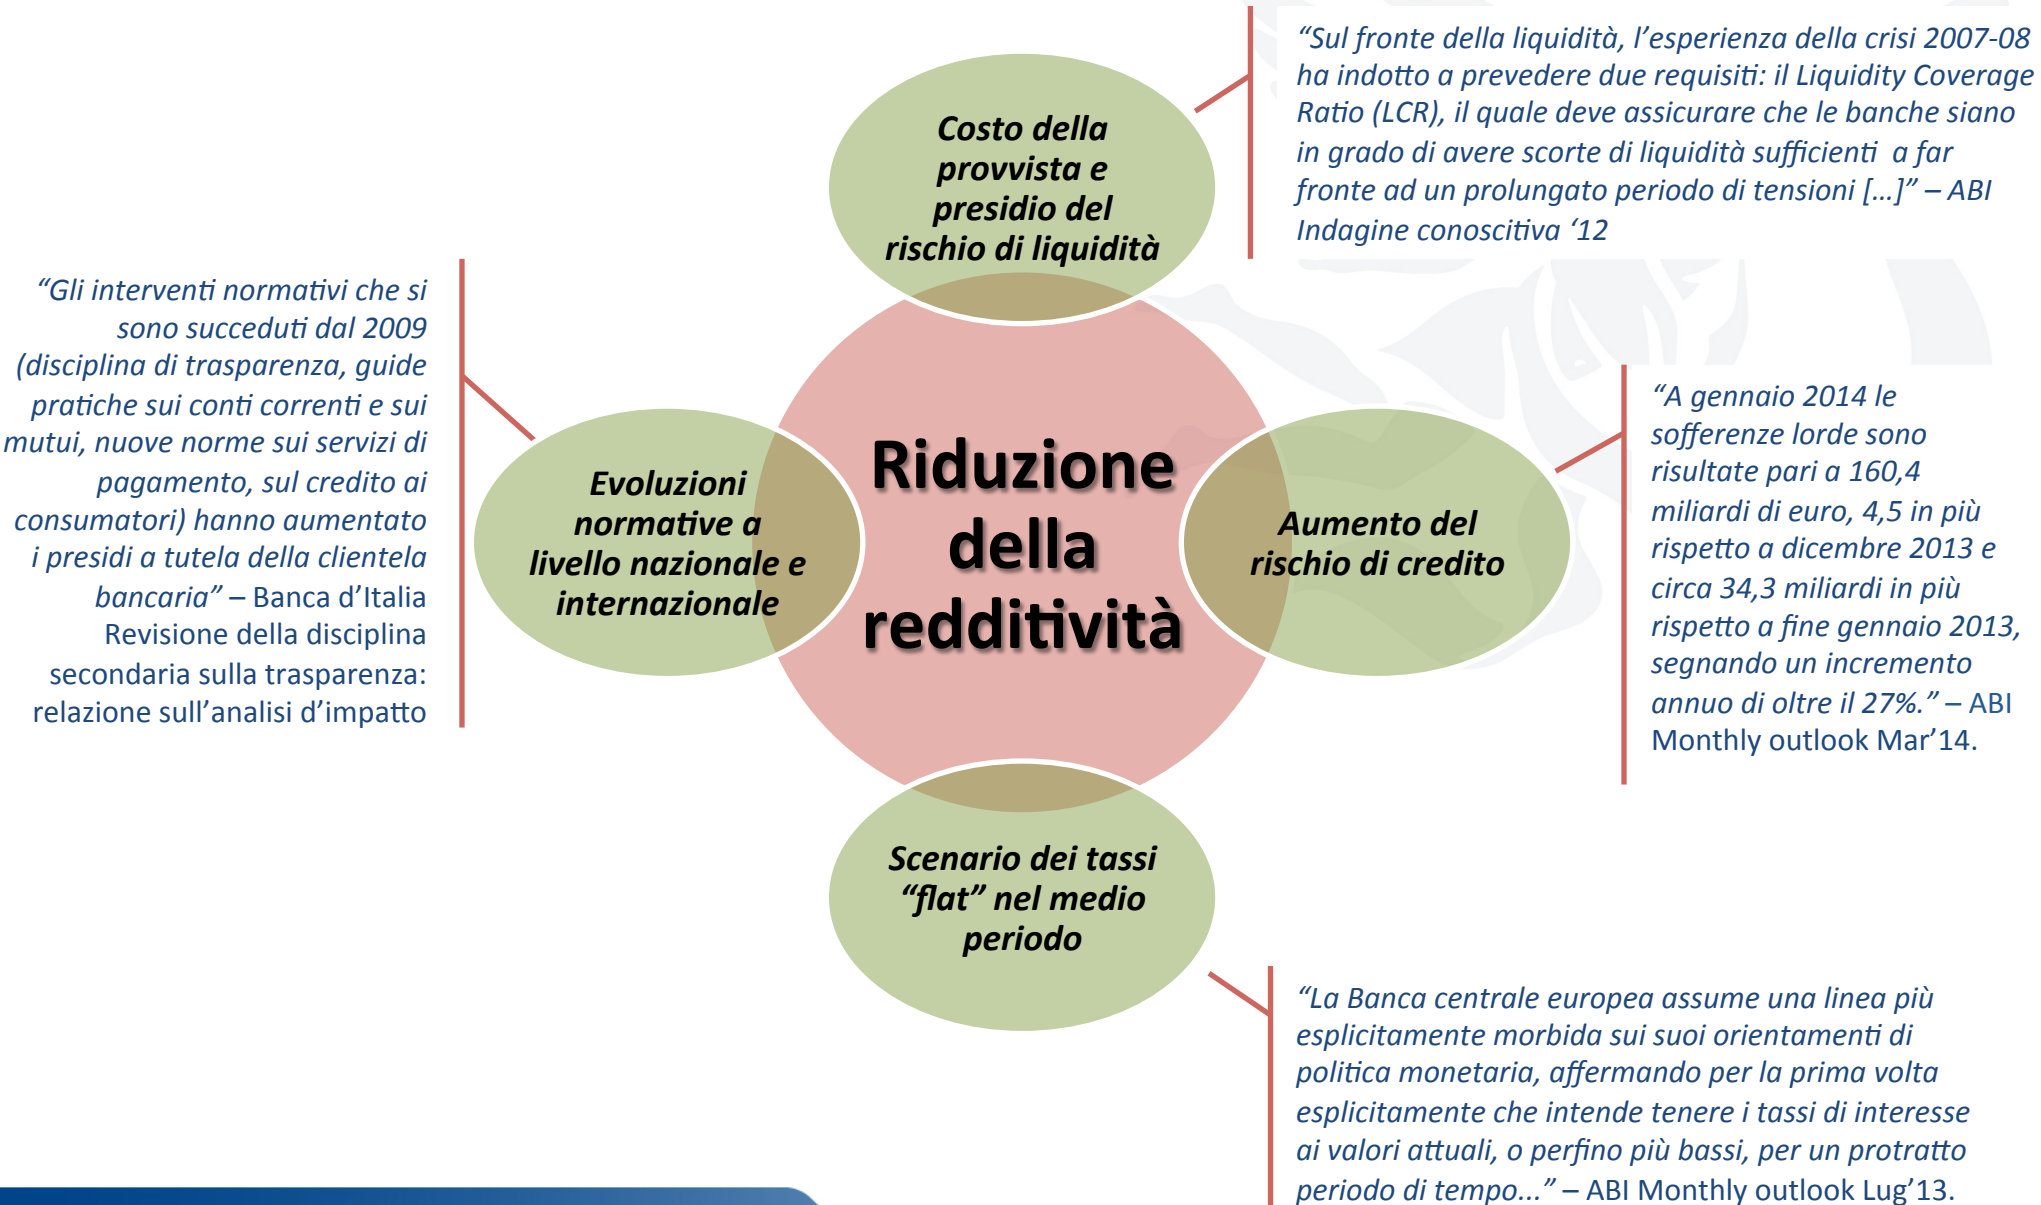 “Sul fronte della liquidità, l’esperienza della crisi 2007-08
ha indotto a prevedere due requisiti: il Liquidity Coverage
Ratio (LCR), il quale deve assicurare che le banche siano
in grado di avere scorte di liquidità sufficienti a far
fronte ad un prolungato periodo di tensioni […]” – ABI
Indagine conoscitiva ‘12
Costo della
provvista e
presidio del
rischio di liquidità
“Gli interventi normativi che si
sono succeduti dal 2009
(disciplina di trasparenza, guide
pratiche sui conti correnti e sui
mutui, nuove norme sui servizi di
pagamento, sul credito ai
consumatori) hanno aumentato
i presidi a tutela della clientela
bancaria” – Banca d’Italia
Revisione della disciplina
secondaria sulla trasparenza:
relazione sull’analisi d’impatto
Evoluzioni
normative a
livello nazionale e
internazionale
Riduzione
della
redditività
Aumento del
rischio di credito
“A gennaio 2014 le
sofferenze lorde sono
risultate pari a 160,4
miliardi di euro, 4,5 in più
rispetto a dicembre 2013 e
circa 34,3 miliardi in più
rispetto a fine gennaio 2013,
segnando un incremento
annuo di oltre il 27%.” – ABI
Monthly outlook Mar’14.
Scenario dei tassi
“flat” nel medio
periodo
“La Banca centrale europea assume una linea più
esplicitamente morbida sui suoi orientamenti di
politica monetaria, affermando per la prima volta
esplicitamente che intende tenere i tassi di interesse
ai valori attuali, o perfino più bassi, per un protratto
periodo di tempo...” – ABI Monthly outlook Lug’13.